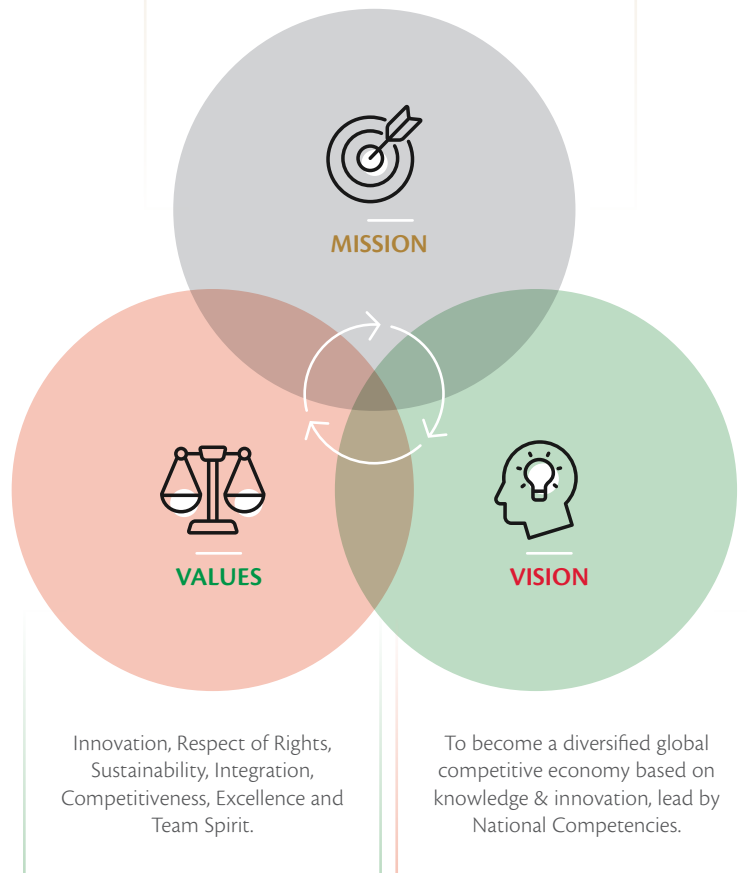 MISSION
VALUES
VISION
Innovation, Respect of Rights,
Sustainability, Integration,
Competitiveness, Excellence and
Team Spirit.
To become a diversified global
competitive economy based on
knowledge & innovation, lead by
National Competencies.